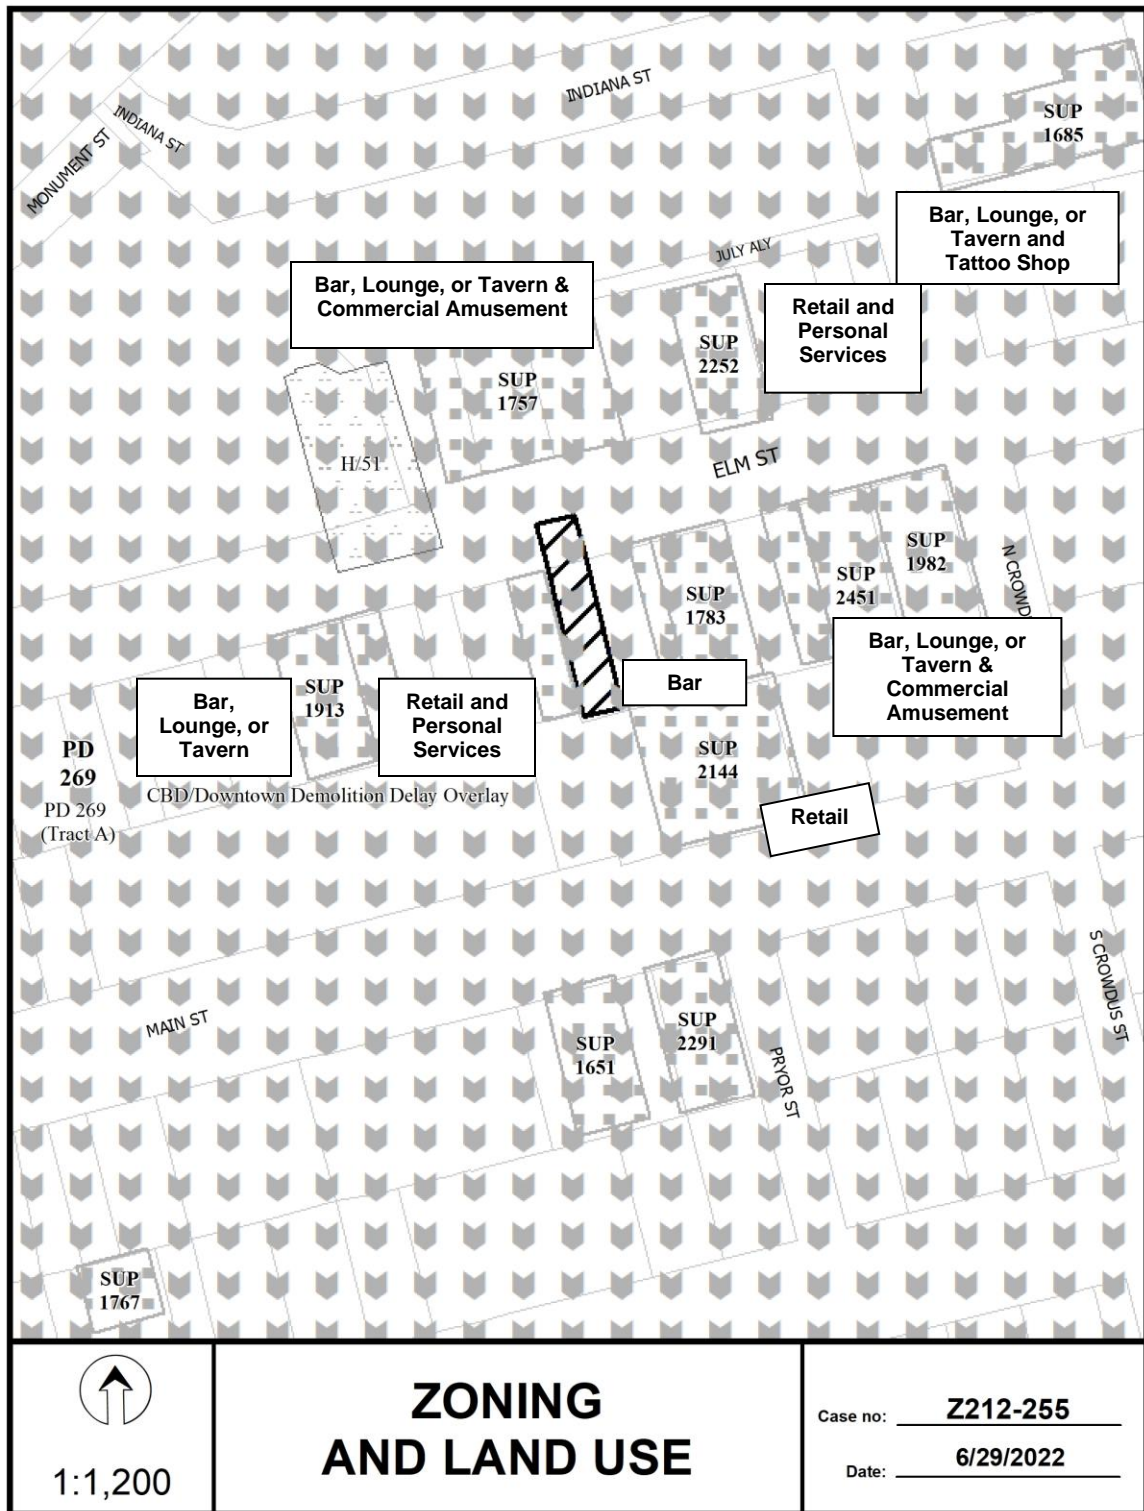 INDIANA ST
INDIANA ST
MONUMENT ST
SUP
1685
Bar, Lounge, or
Tavern and
Tattoo Shop
JULY ALY
Bar, Lounge, or Tavern &
Commercial Amusement
Retail and
Personal
Services
SUP
2252
SUP
1757
H/51
ELM ST
SUP
1982
SUP
2451
SUP
1783
N CROWD
Bar, Lounge, or
Tavern &
Commercial
Amusement
Bar
Bar,
Lounge, or
Tavern
SUP
1913
Retail and
Personal
Services
PD
269
PD 269
(Tract A)
CBD/Downtown Demolition Delay Overlay
SUP
2144
Retail
S CROWDUS ST
MAIN ST
SUP
1651
SUP
2291
PRYOR ST
SUP
1767
1:1,200
ZONING
AND LAND USE
Case no: Z212-255
Date: 6/29/2022